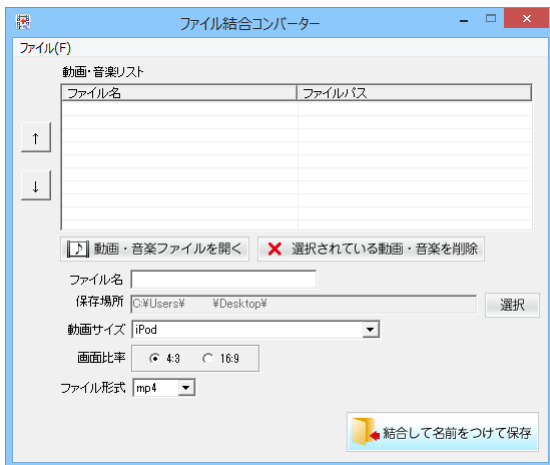 ファイル結合コンバーター
ファイル(F)
動画・音楽リスト
ファイル名 ファイルパス
↑
↓
動画・音楽ファイルを開く 選択されている動画・音楽を削除
ファイル名
保存場所 C:¥Users¥ ¥Desktop¥ 選択
動画サイズ iPod
画面比率 4:3 16:9
ファイル形式 mp4
結合して名前をつけて保存